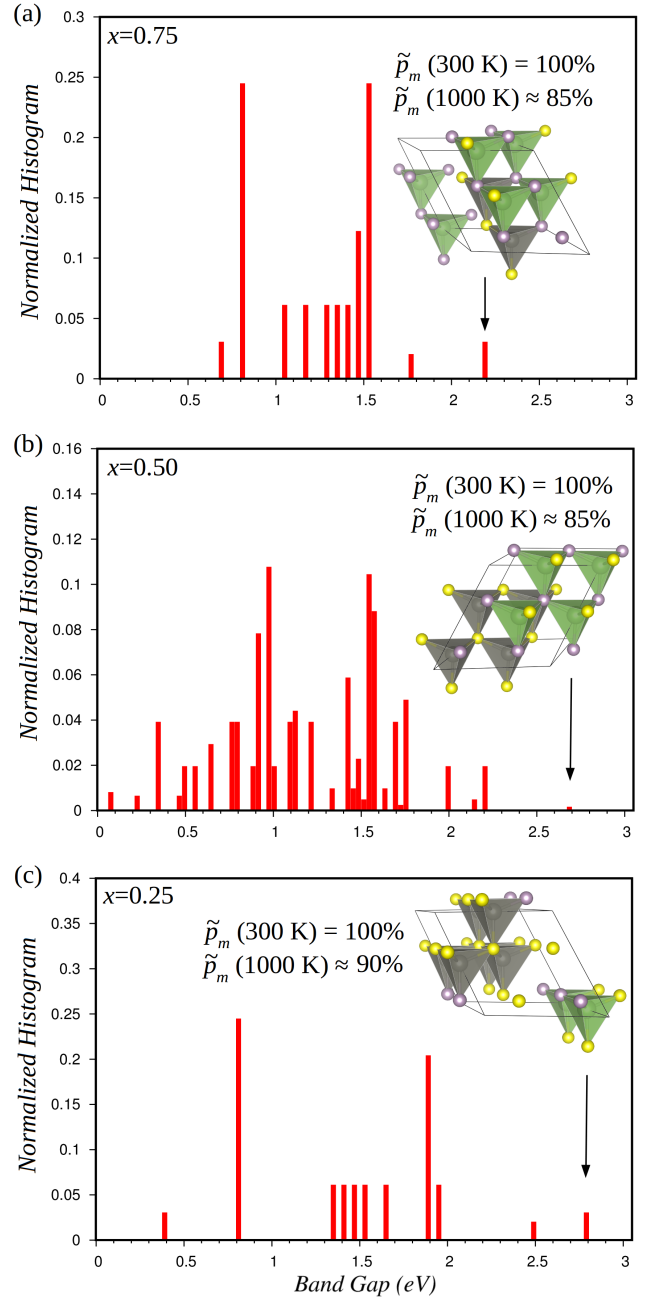 (a)
x=0.75
p̃m (300 K) = 100%
p̃m (1000 K) ≈ 85%
Normalized Histogram
0.3
0.25
0.2
0.15
0.1
0.05
0
0 0.5 1 1.5 2 2.5 3
(b)
x=0.50
p̃m (300 K) = 100%
p̃m (1000 K) ≈ 85%
Normalized Histogram
0.16
0.14
0.12
0.1
0.08
0.06
0.04
0.02
0
0 0.5 1 1.5 2 2.5 3
(c)
x=0.25
p̃m (300 K) = 100%
p̃m (1000 K) ≈ 90%
Normalized Histogram
0.4
0.35
0.3
0.25
0.2
0.15
0.1
0.05
0
0 0.5 1 1.5 2 2.5 3
Band Gap (eV)